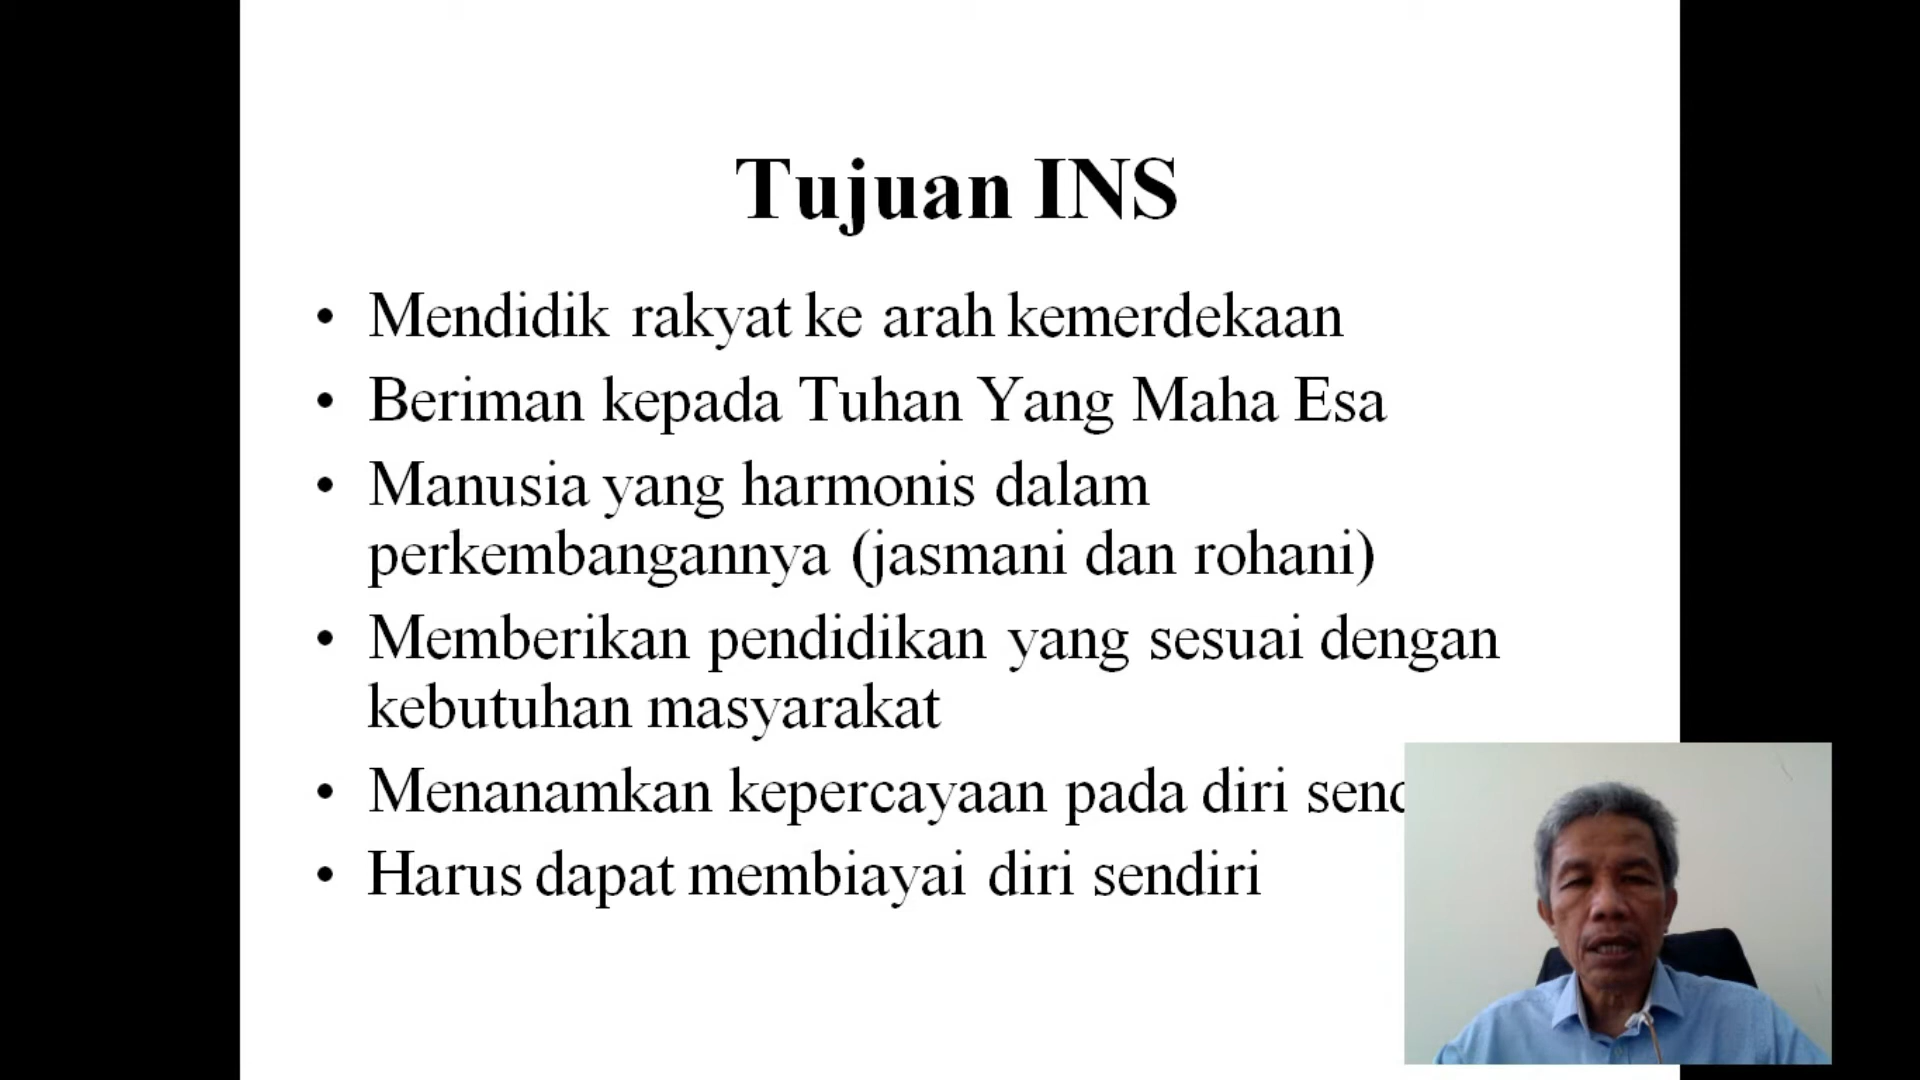 Tujuan INS
• Mendidik rakyat ke arah kemerdekaan
• Beriman kepada Tuhan Yang Maha Esa
• Manusia yang harmonis dalam
perkembangannya (jasmani dan rohani)
• Memberikan pendidikan yang sesuai dengan
kebutuhan masyarakat
• Menanamkan kepercayaan pada diri
• Harus dapat membiayai diri sendiri